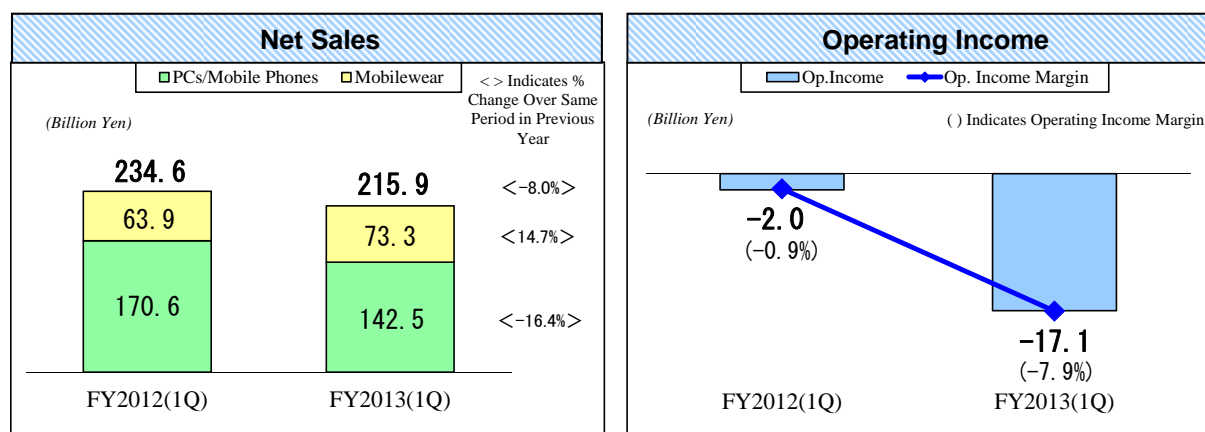 Net Sales
PCs/Mobile Phones Mobilewear
< > Indicates %
Change Over Same
Period in Previous
Year
(Billion Yen)
234.6
215.9
<-8.0%>
63.9
73.3
<14.7%>
170.6
142.5
<-16.4%>
FY2012(1Q)
FY2013(1Q)
Operating Income
Op.Income Op. Income Margin
(Billion Yen)
( ) Indicates Operating Income Margin
-2.0
(-0.9%)
-17.1
(-7.9%)
FY2012(1Q)
FY2013(1Q)